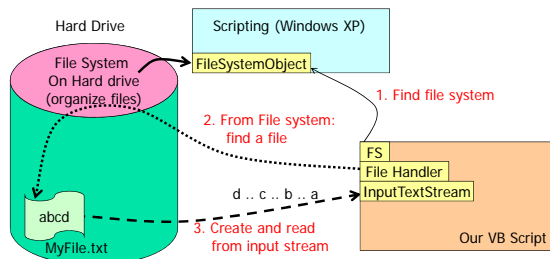 Hard Drive
Scripting (Windows XP)
File System
On Hard drive
(organize files)
FileSystemObject
1. Find file system
2. From File system:
find a file
FS
File Handler
InputTextStream
d .. c .. b .. a
abcd
3. Create and read
from input stream
MyFile.txt
Our VB Script